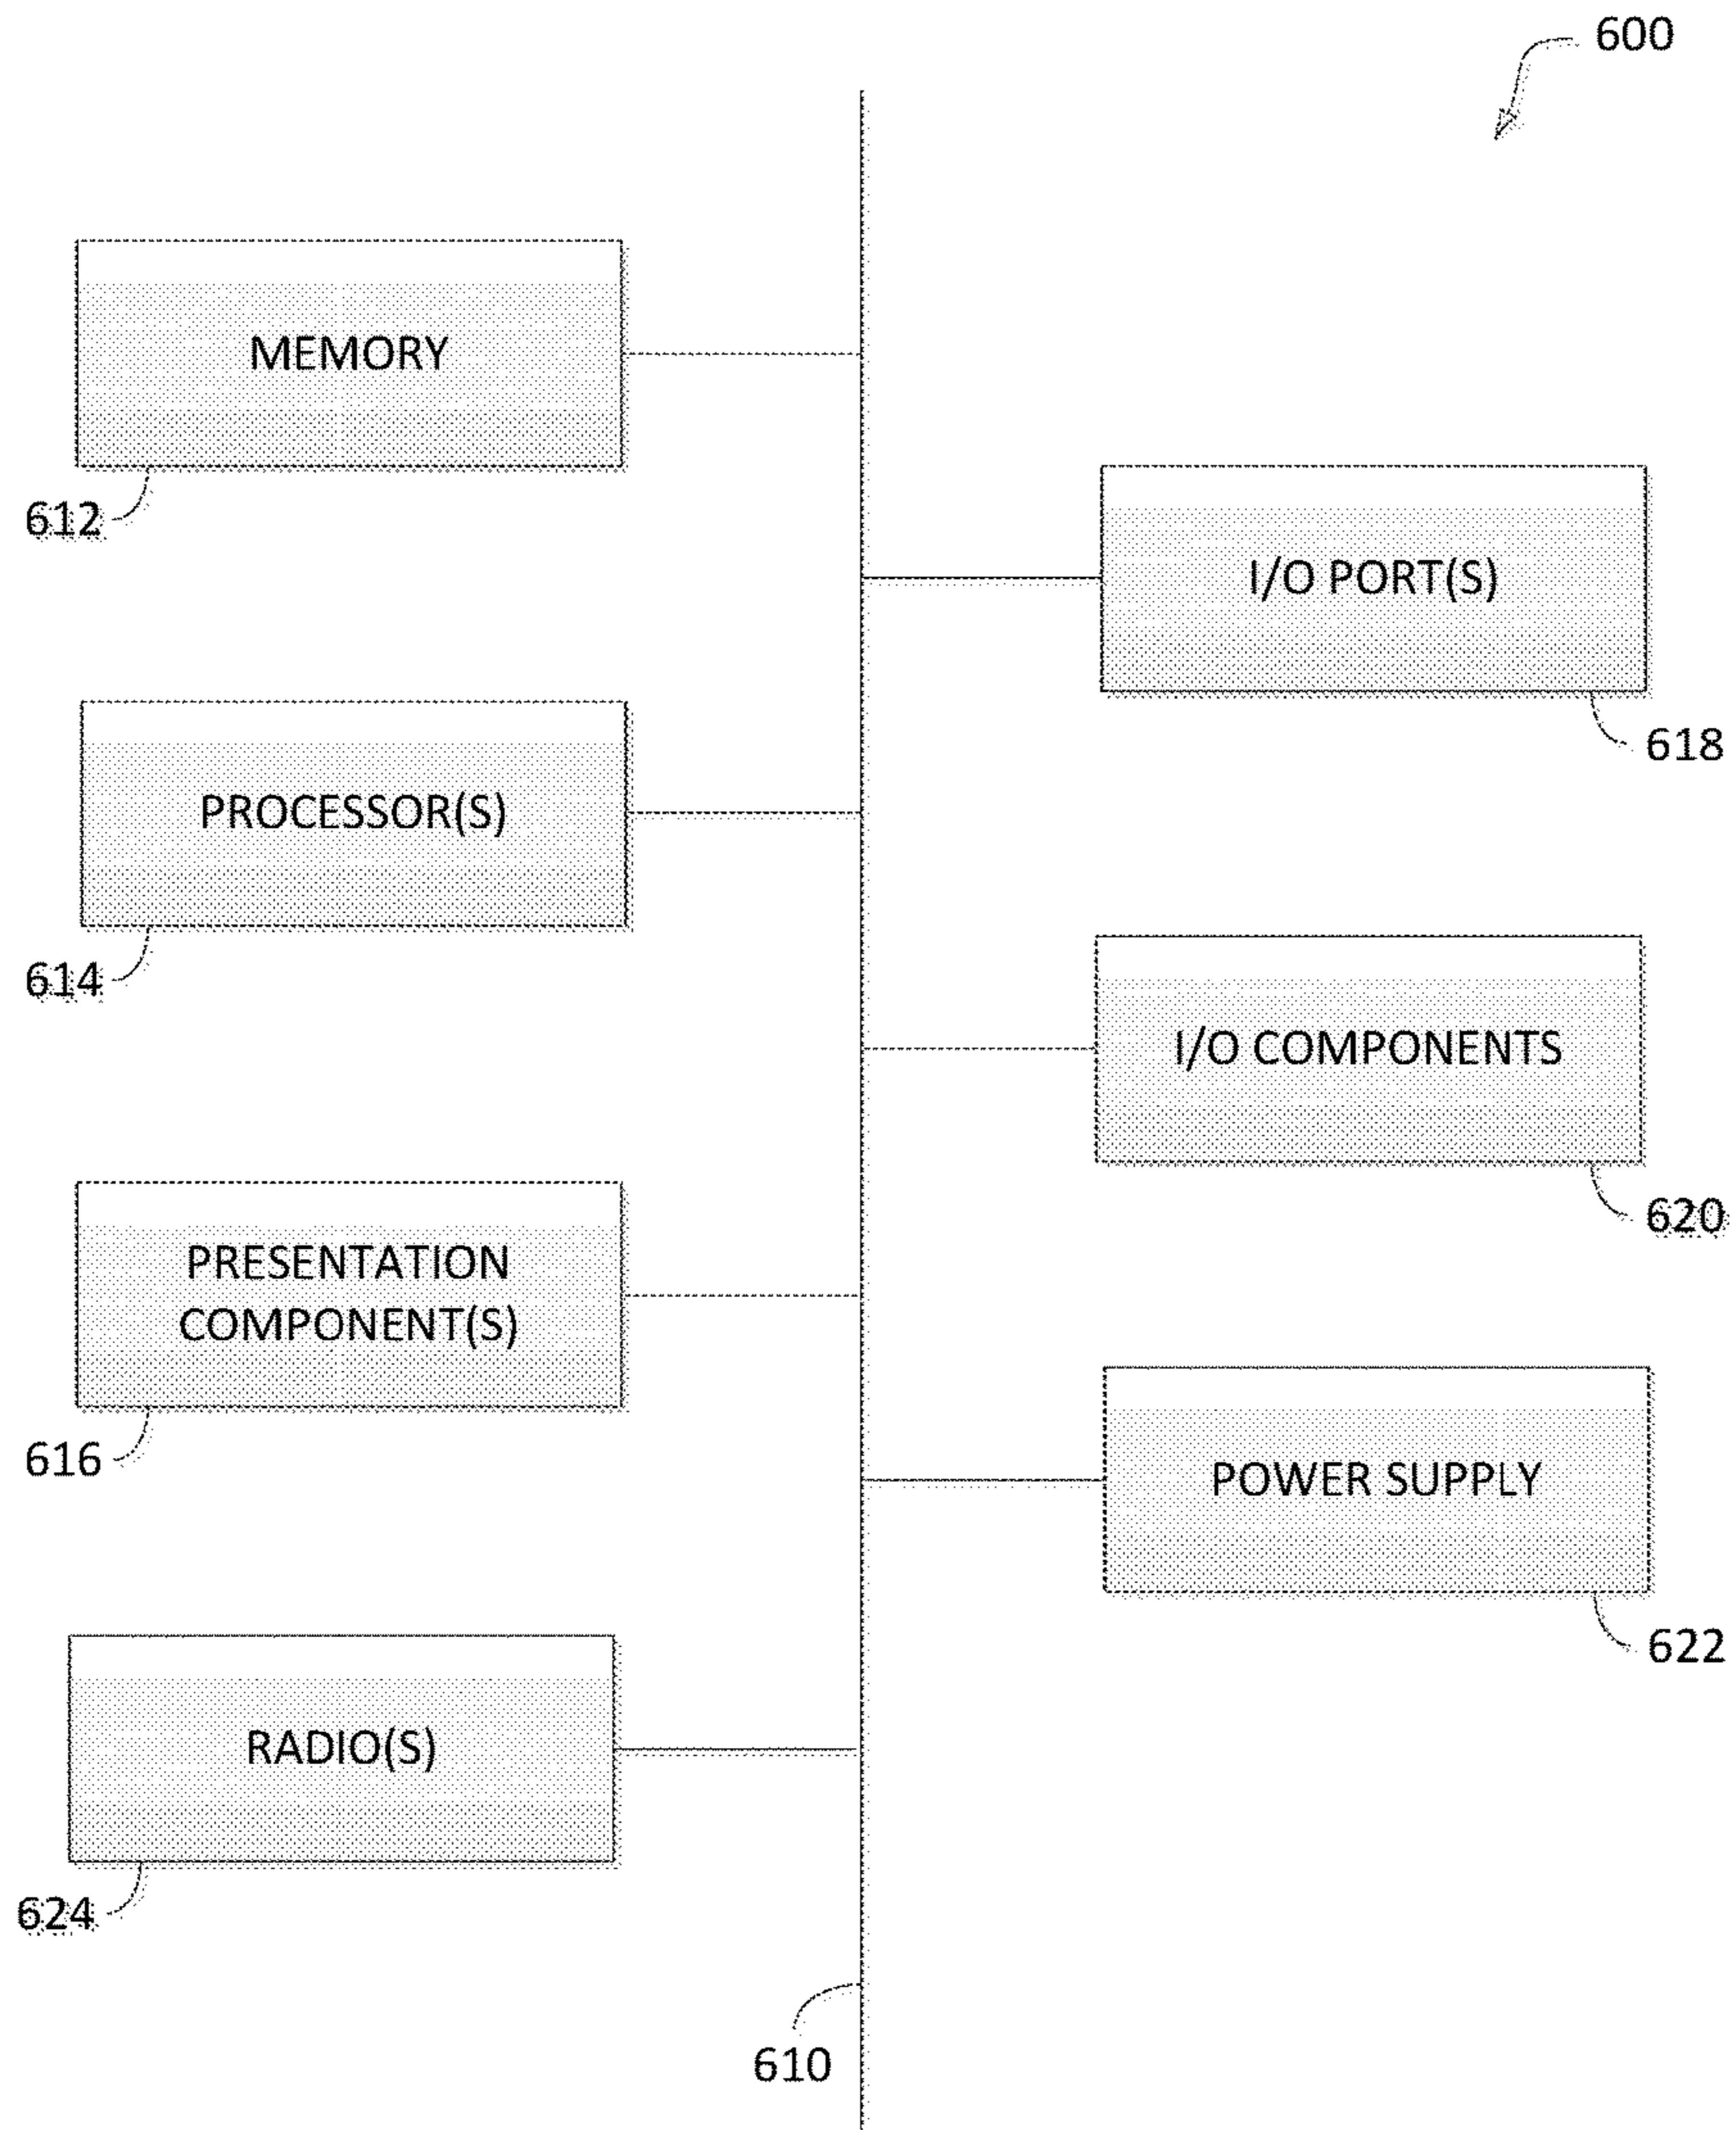 600
MEMORY
612
I/O PORT(S)
618
PROCESSOR(S)
614
I/O COMPONENTS
620
PRESENTATION
COMPONENT(S)
616
POWER SUPPLY
622
RADIO(S)
624
610